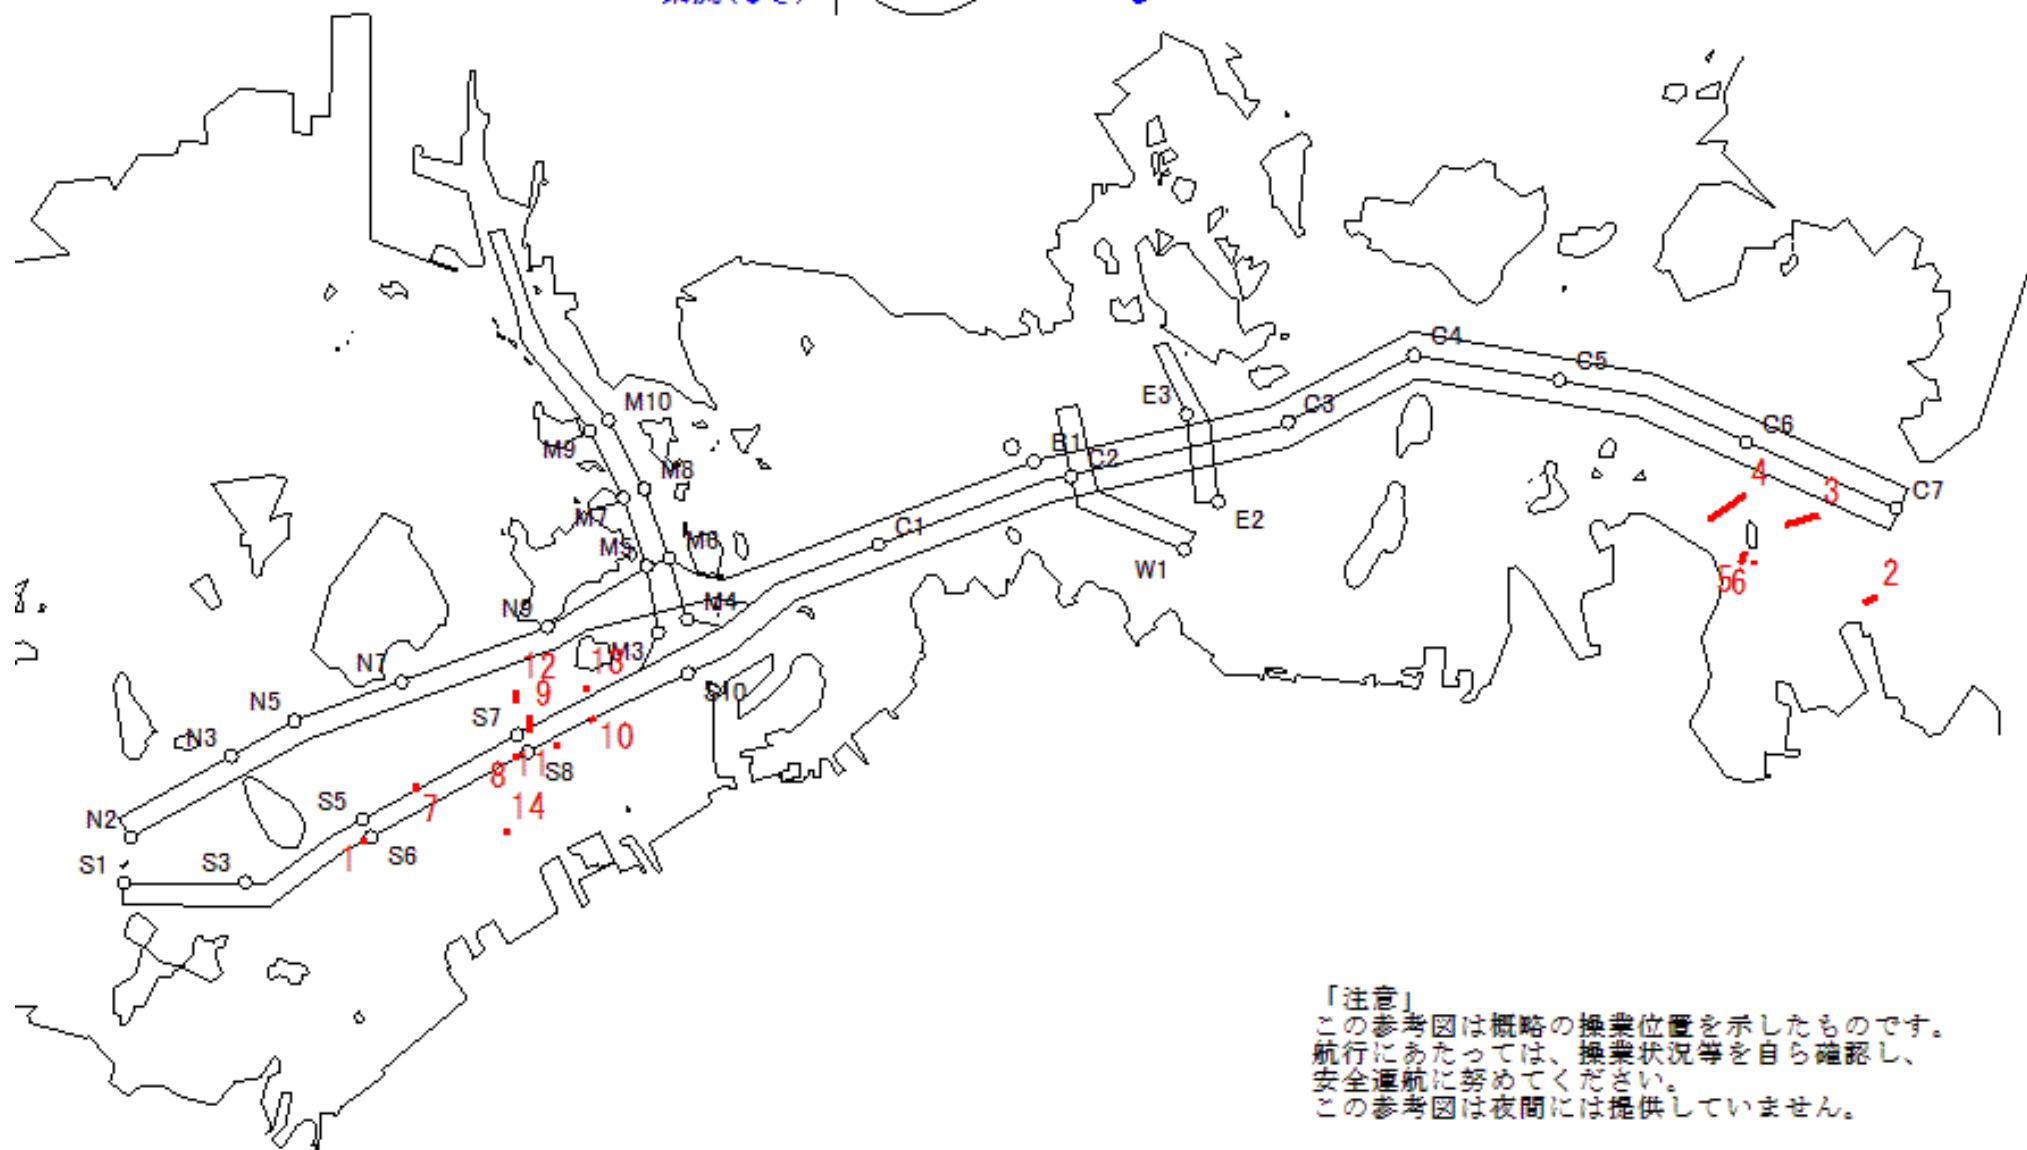 C4
C5
M10
E3
C3
C6
M9
B1
C2
4
M8
3
C7
M7
E2
C1
M5
M6
W1
56
2
N9
M4
M3
12
13
N7
9
S10
N5
S7
10
N3
8
11
S8
S5
7
14
N2
1
S6
S1
S3
「注意」
この参考図は概略の操業位置を示したものです。
航行にあたっては、操業状況等を自ら確認し、
安全運航に努めてください。
この参考図は夜間には提供していません。